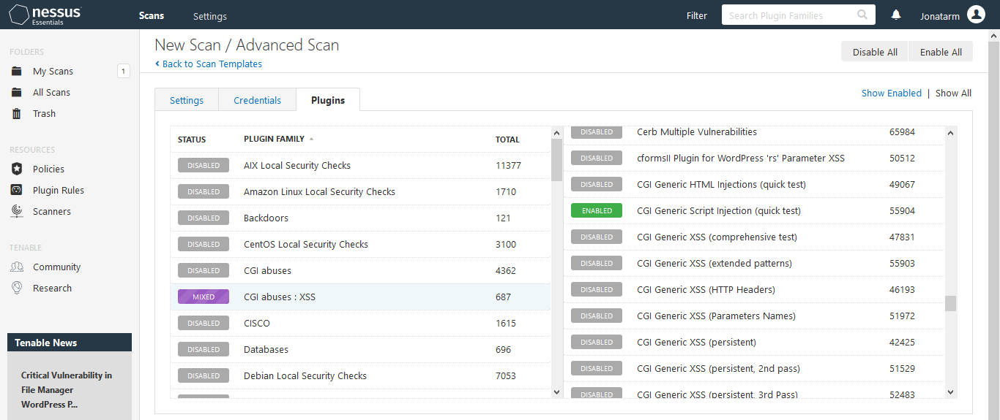 nessus
Essentials
Scans
Settings
Filter
Search Plugin Families
Jonatarm
FOLDERS
My Scans
1
All Scans
Trash
RESOURCES
Policies
Plugin Rules
Scanners
TENABLE
Community
Research
Tenable News
Critical Vulnerability in
File Manager
WordPress P...
New Scan / Advanced Scan
Back to Scan Templates
Disable All
Enable All
Settings
Credentials
Plugins
Show Enabled | Show All
STATUS PLUGIN FAMILY TOTAL
DISABLED AIX Local Security Checks 11377
DISABLED Amazon Linux Local Security Checks 1710
DISABLED Backdoors 121
DISABLED CentOS Local Security Checks 3100
DISABLED CGI abuses 4362
MIXED CGI abuses : XSS 687
DISABLED CISCO 1615
DISABLED Databases 696
DISABLED Debian Local Security Checks 7053
DISABLED Cerb Multiple Vulnerabilities 65984
DISABLED cformsII Plugin for WordPress 'rs' Parameter XSS 50512
DISABLED CGI Generic HTML Injections (quick test) 49067
ENABLED CGI Generic Script Injection (quick test) 55904
DISABLED CGI Generic XSS (comprehensive test) 47831
DISABLED CGI Generic XSS (extended patterns) 55903
DISABLED CGI Generic XSS (HTTP Headers) 46193
DISABLED CGI Generic XSS (Parameters Names) 51972
DISABLED CGI Generic XSS (persistent) 42425
DISABLED CGI Generic XSS (persistent, 2nd pass) 51529
DISABLED CGI Generic XSS (persistent, 3rd Pass) 52483